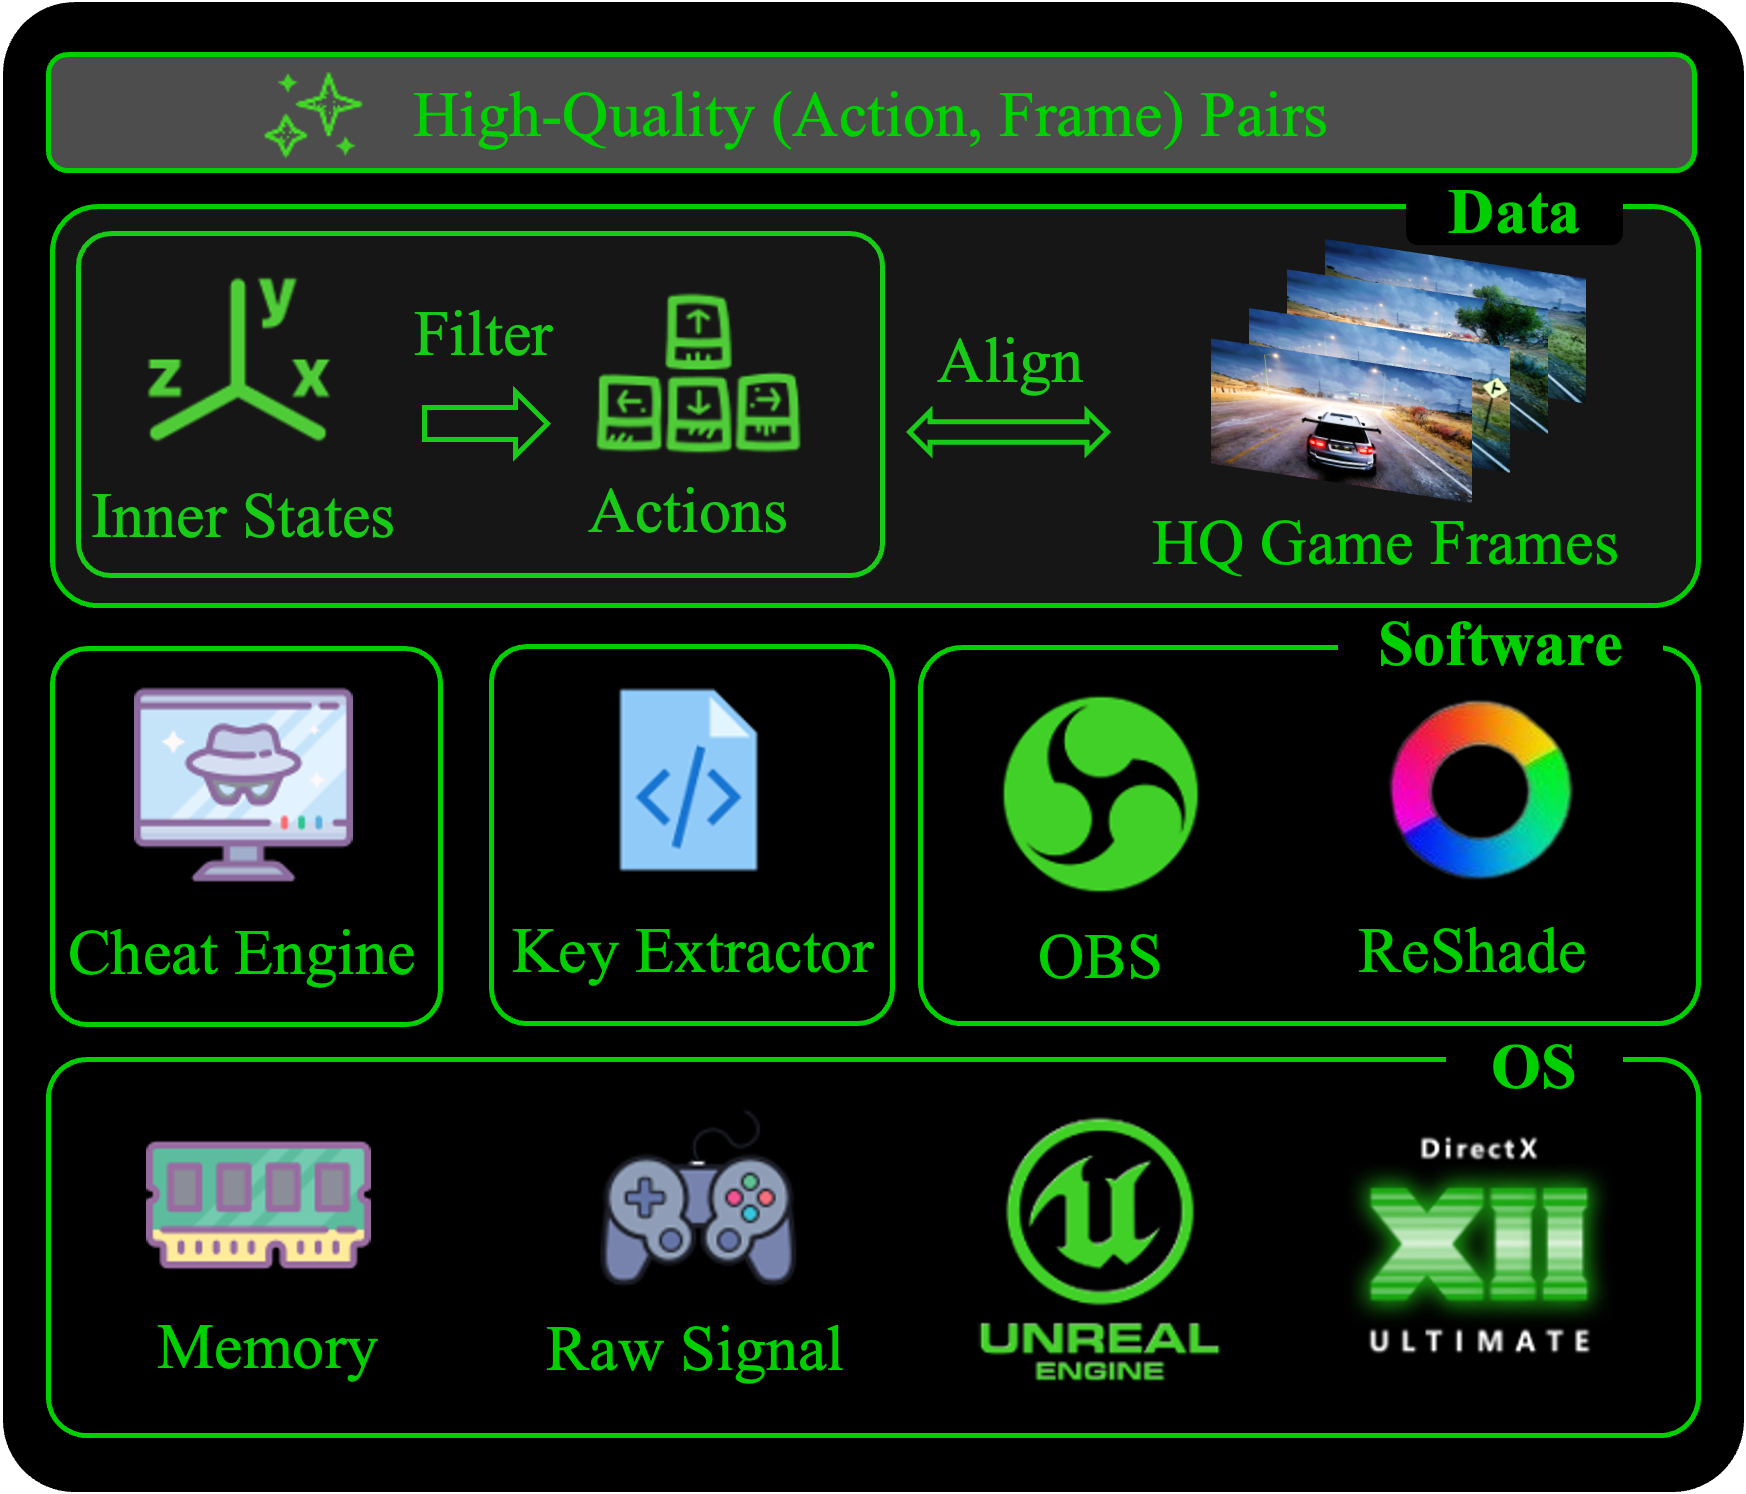 High-Quality (Action, Frame) Pairs
Data
y
z
x
Filter
Align
Inner States
Actions
HQ Game Frames
Software
</>
Cheat Engine
Key Extractor
OBS
ReShade
OS
Memory
Raw Signal
UNREAL
ENGINE
DirectX
XII
ULTIMATE